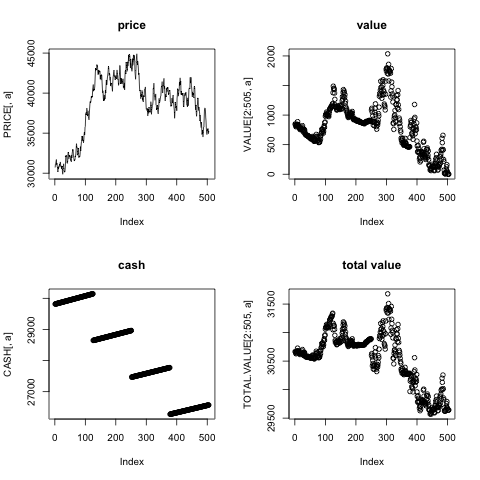 price
PRICE[, a]
30000 35000 40000 45000
0 100 200 300 400 500
Index
value
VALUE[2:505, a]
0 500 1000 2000
0 100 200 300 400 500
Index
cash
CASH[, a]
27000 29000
0 100 200 300 400 500
Index
total value
TOTAL.VALUE[2:505, a]
29500 30500 31500
0 100 200 300 400 500
Index